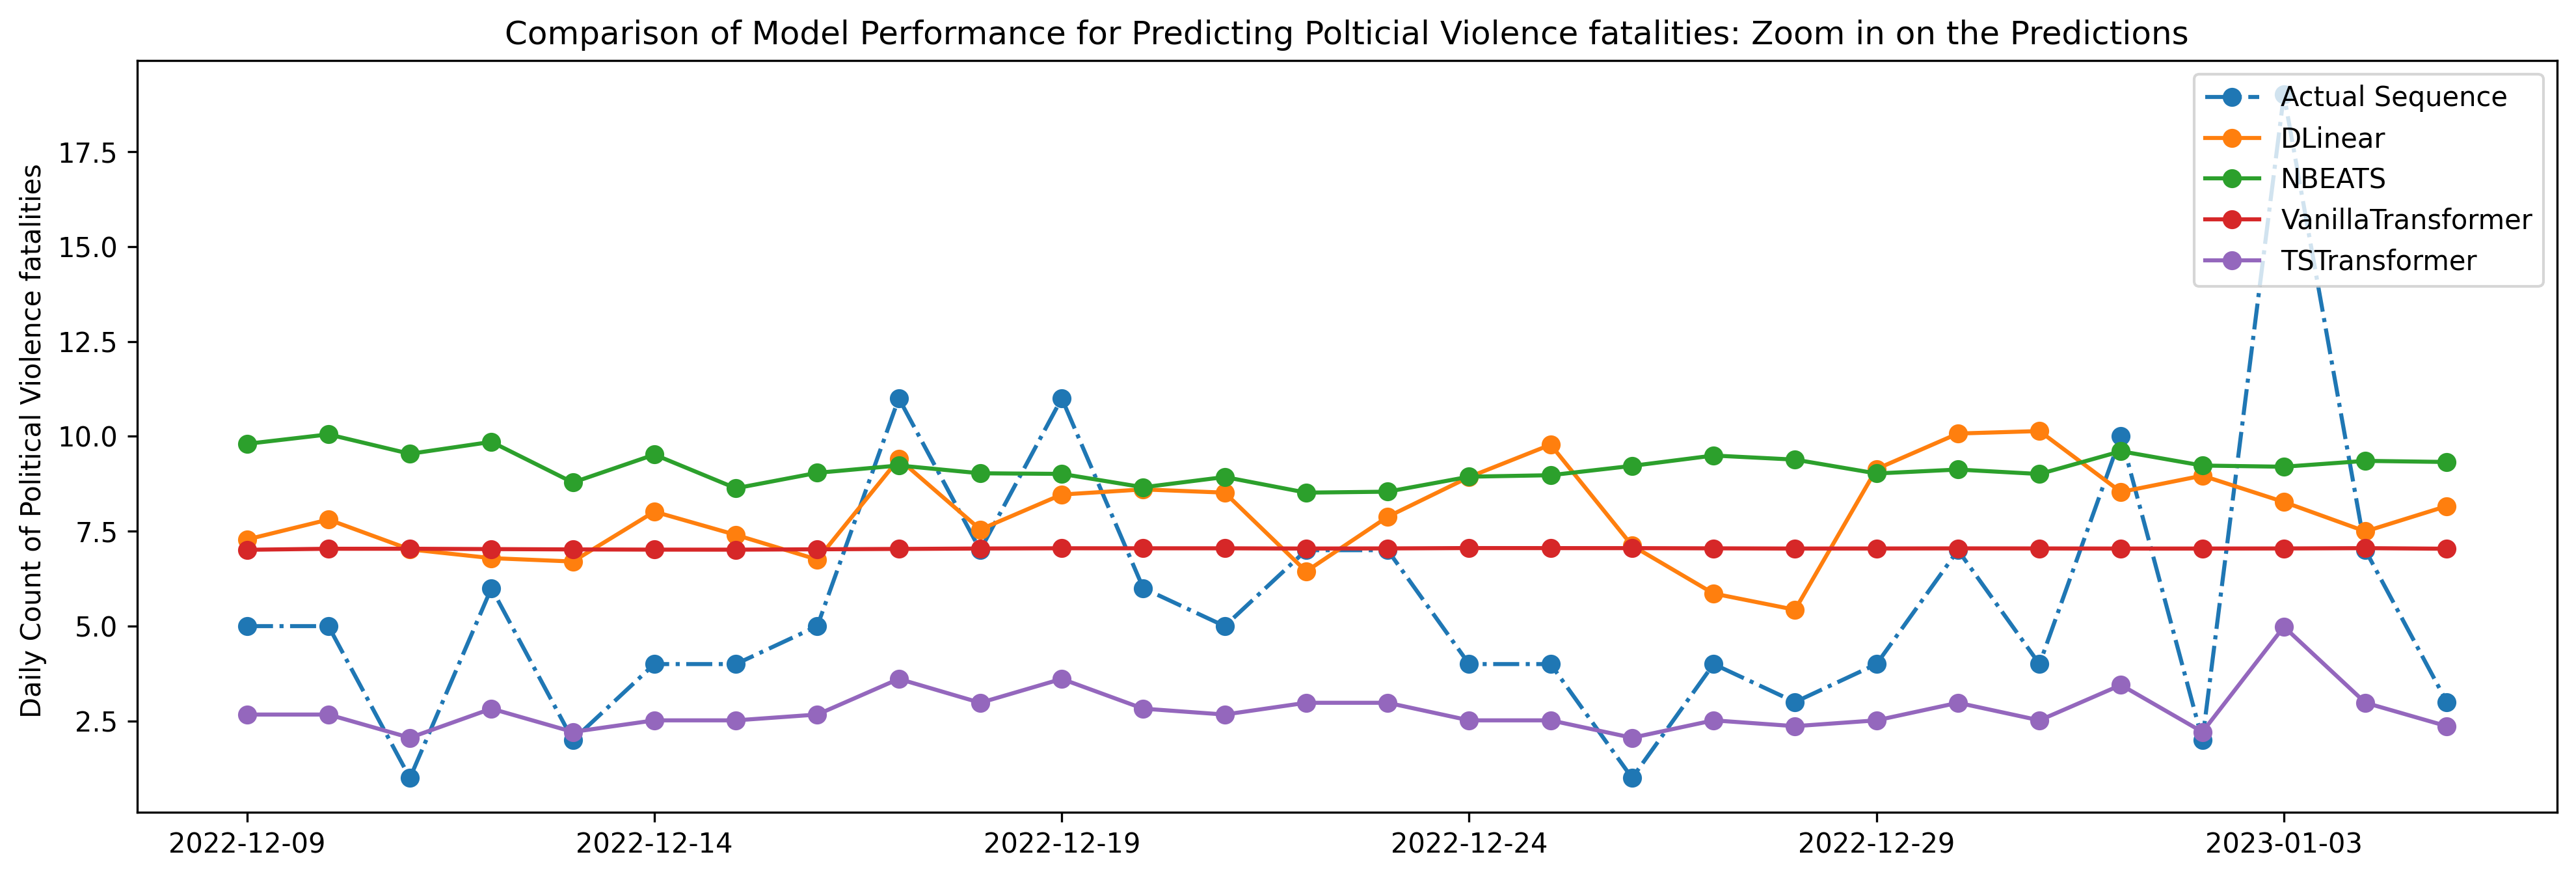 Comparison of Model Performance for Predicting Polticial Violence fatalities: Zoom in on the Predictions
Daily Count of Political Violence fatalities
17.5
15.0
12.5
10.0
7.5
5.0
2.5
Actual Sequence
DLinear
NBEATS
VanillaTransformer
TSTransformer
2022-12-09
2022-12-14
2022-12-19
2022-12-24
2022-12-29
2023-01-03